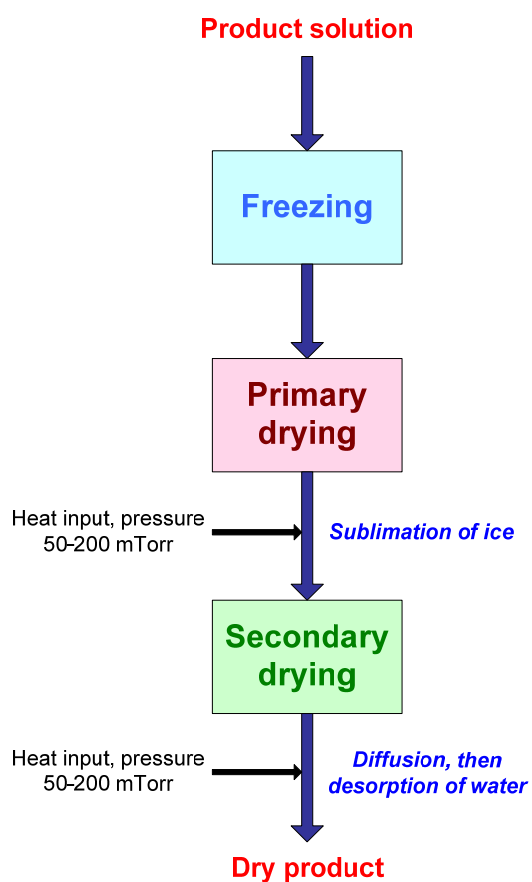 Product solution
Freezing
Primary
drying
Heat input, pressure
50-200 mTorr
Sublimation of ice
Secondary
drying
Heat input, pressure
50-200 mTorr
Diffusion, then
desorption of water
Dry product